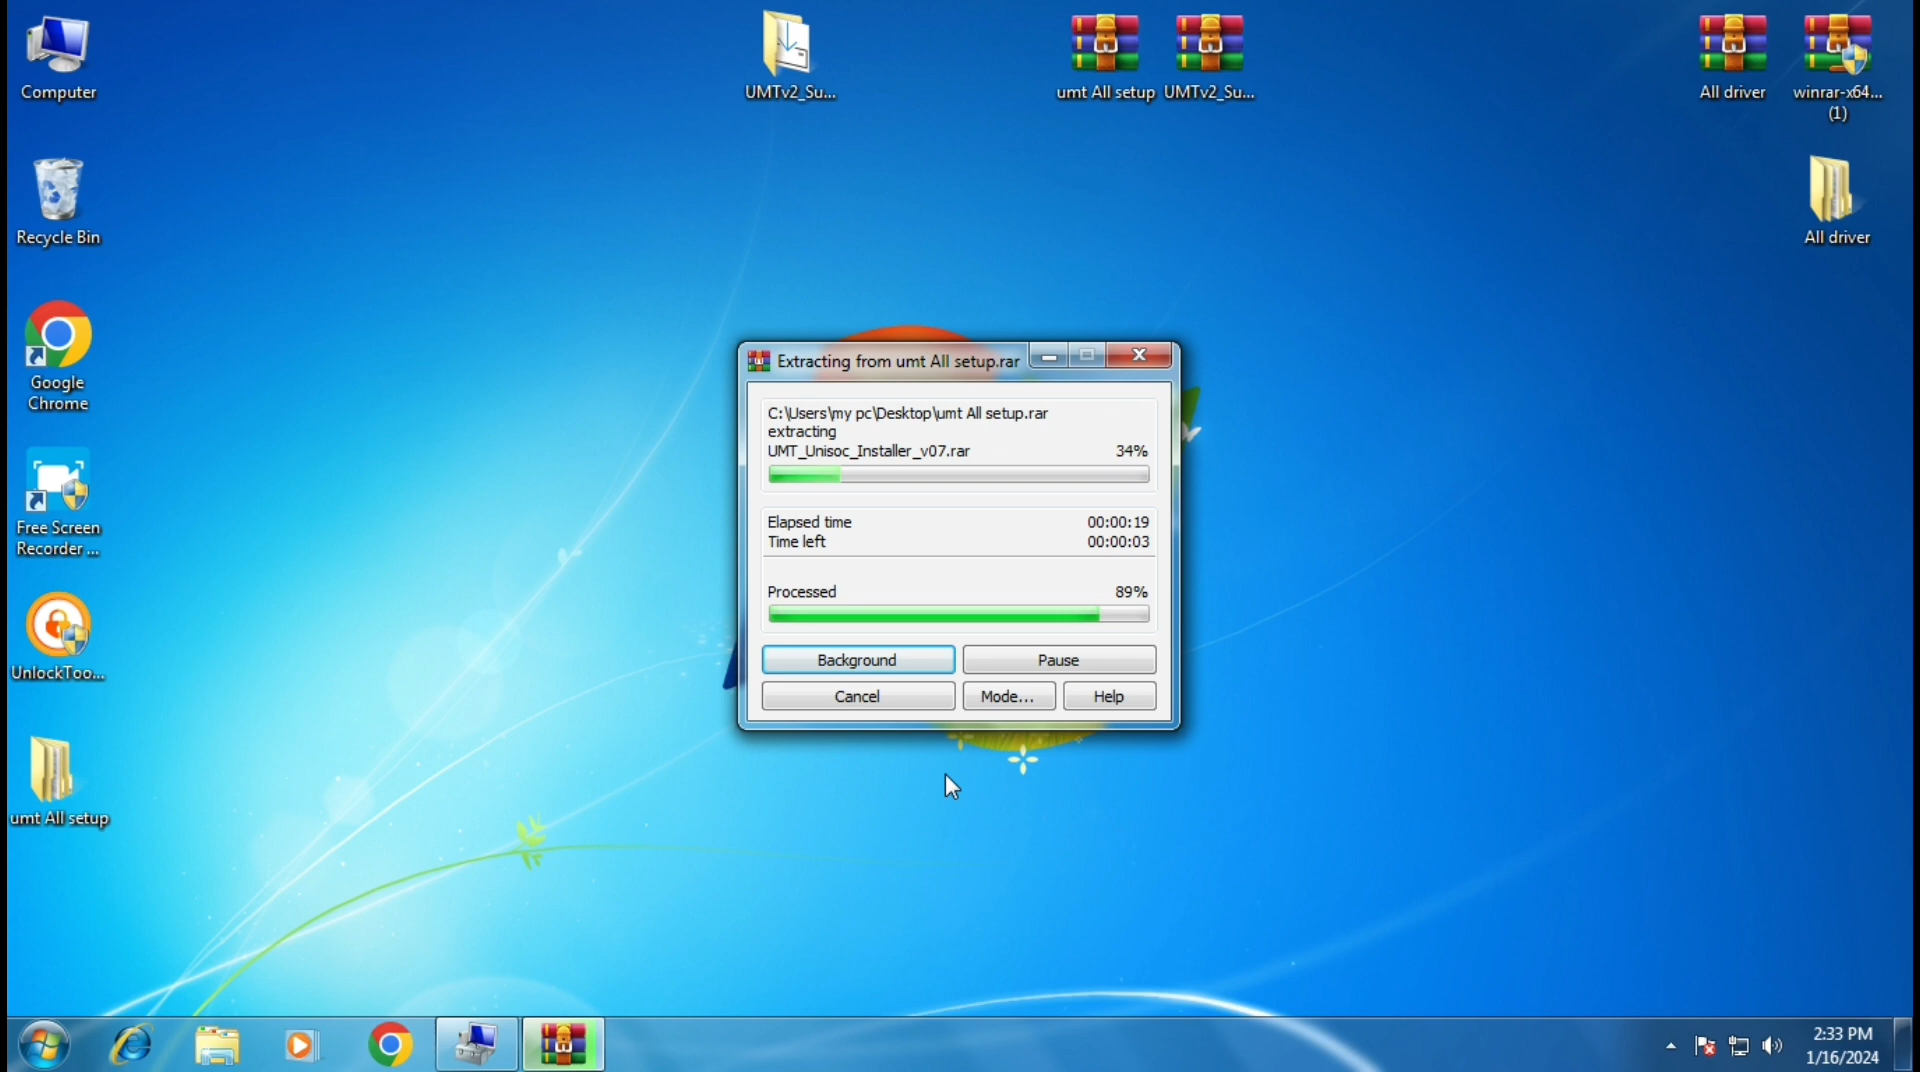 Computer
UMTv2_Su...
umt All setup
UMTv2_Su...
All driver
winrar-x64...
(1)
Recycle Bin
All driver
Google
Chrome
Free Screen
Recorder ...
UnlockToo...
umt All setup
Extracting from umt All setup.rar
C:\Users\my pc\Desktop\umt All setup.rar
extracting
UMT_Unisoc_Installer_v07.rar 34%
Elapsed time 00:00:19
Time left 00:00:03
Processed 89%
Background Pause
Cancel Mode... Help
2:33 PM
1/16/2024